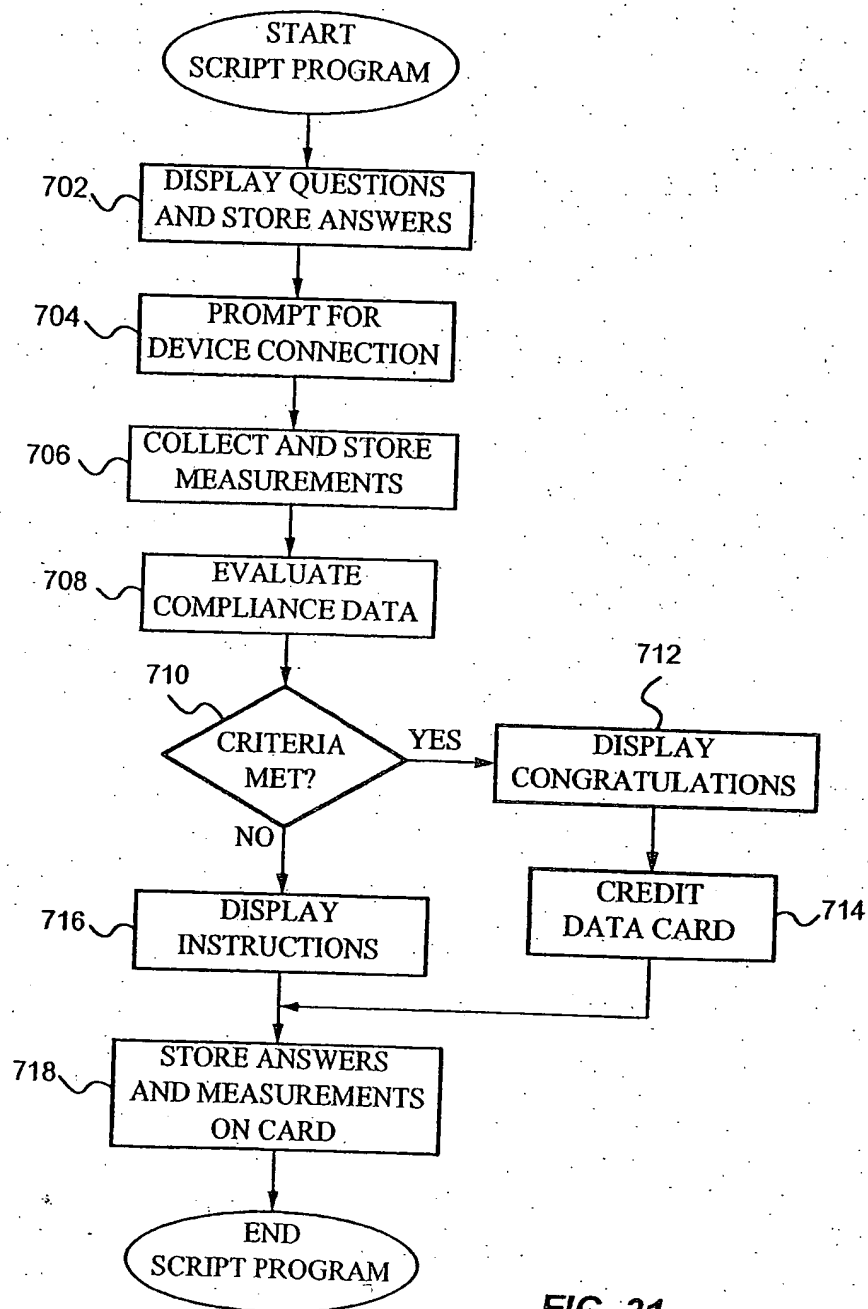 START
SCRIPT PROGRAM
702
DISPLAY QUESTIONS
AND STORE ANSWERS
704
PROMPT FOR
DEVICE CONNECTION
706
COLLECT AND STORE
MEASUREMENTS
708
EVALUATE
COMPLIANCE DATA
710
CRITERIA
MET?
YES
NO
712
DISPLAY
CONGRATULATIONS
CREDIT
DATA CARD
714
716
DISPLAY
INSTRUCTIONS
718
STORE ANSWERS
AND MEASUREMENTS
ON CARD
END
SCRIPT PROGRAM
FIG. 21